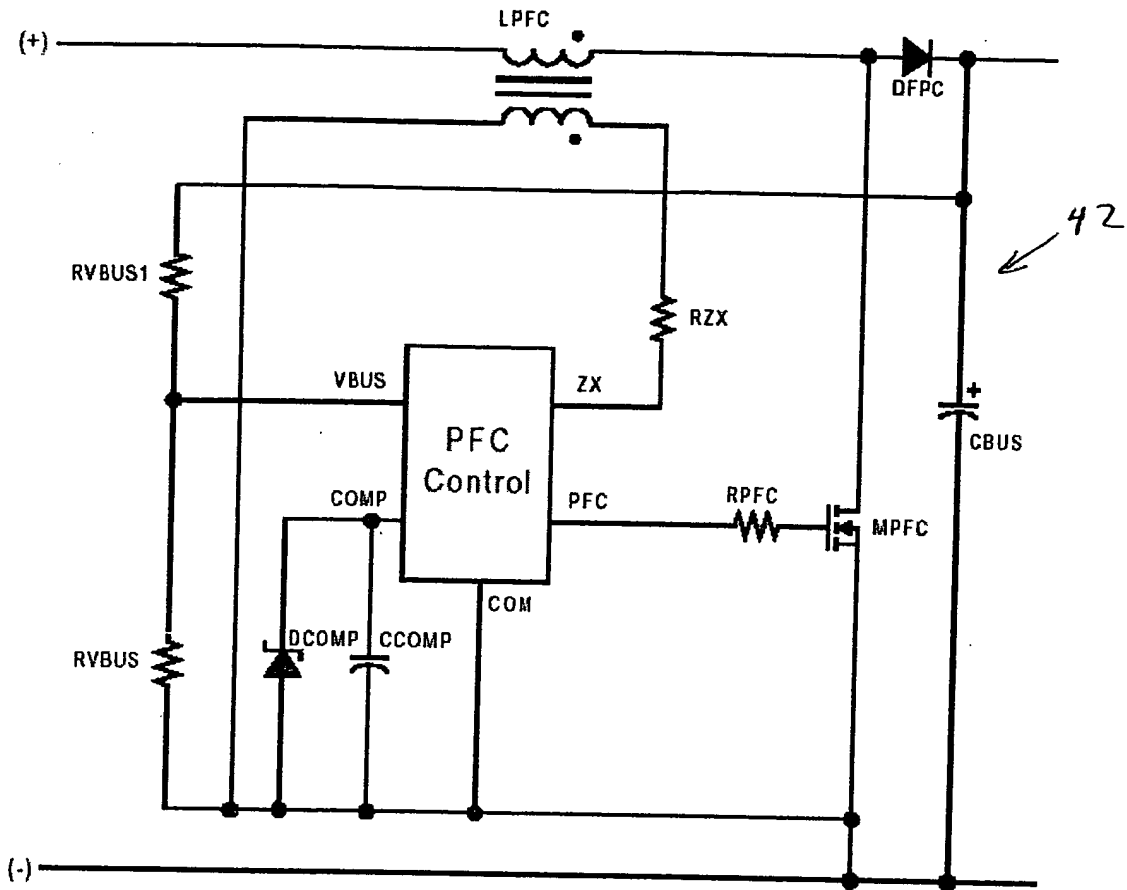 LPFC
(+)
DFPC
42
RVBUS1
RZX
VBUS
ZX
+
CBUS
PFC
Control
COMP
PFC
RPFC
MPFC
COM
DCOMP
CCOMP
RVBUS
(-)